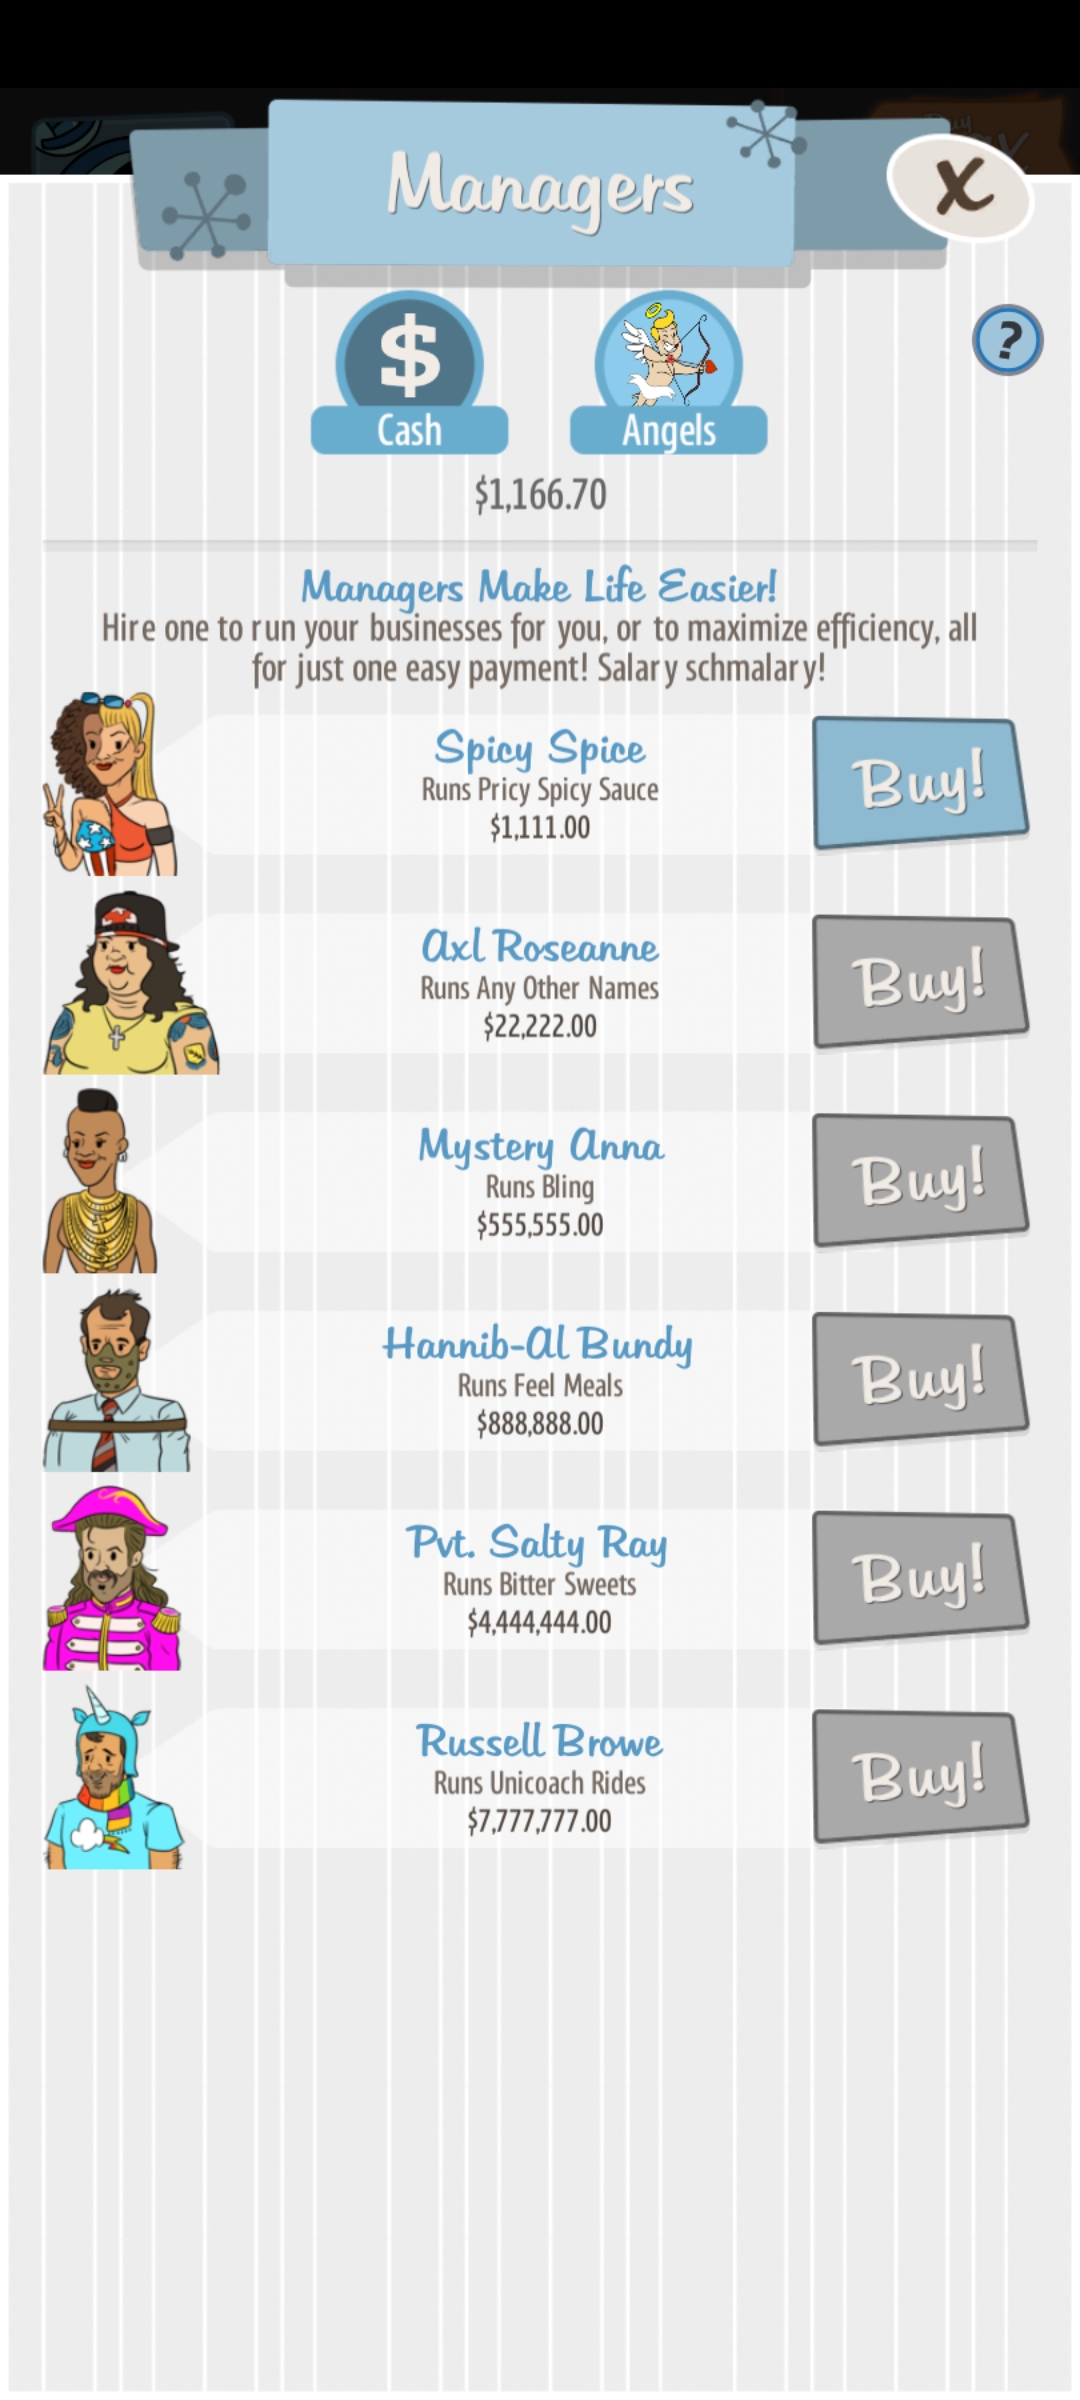 Managers
X
$
?
Cash
Angels
$1,166.70
Managers Make Life Easier!
Hire one to run your businesses for you, or to maximize efficiency, all
for just one easy payment! Salary schmalary!
Spicy Spice
Runs Pricy Spicy Sauce
$1,111.00
Buy!
Axl Roseanne
Runs Any Other Names
$22,222.00
Buy!
Mystery Anna
Runs Bling
$555,555.00
Buy!
Hannib-Al Bundy
Runs Feel Meals
$888,888.00
Buy!
Pvt. Salty Ray
Runs Bitter Sweets
$4,444,444.00
Buy!
Russell Browe
Runs Unicoach Rides
$7,777,777.00
Buy!